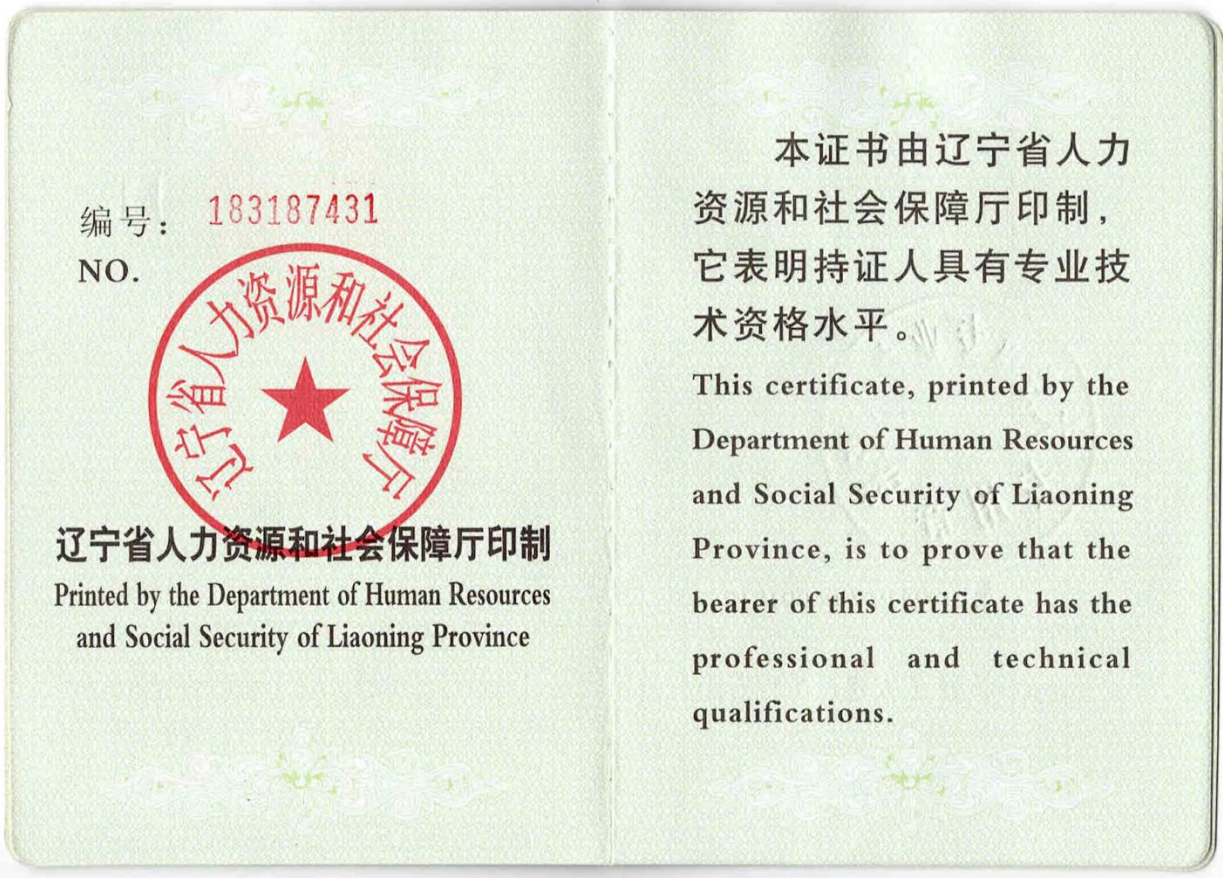 编号: 183187431
NO.
辽宁省人力资源和社会保障厅
辽宁省人力资源和社会保障厅印制
Printed by the Department of Human Resources
and Social Security of Liaoning Province
本证书由辽宁省人力
资源和社会保障厅印制,
它表明持证人具有专业技
术资格水平。
This certificate, printed by the
Department of Human Resources
and Social Security of Liaoning
Province, is to prove that the
bearer of this certificate has the
professional and technical
qualifications.